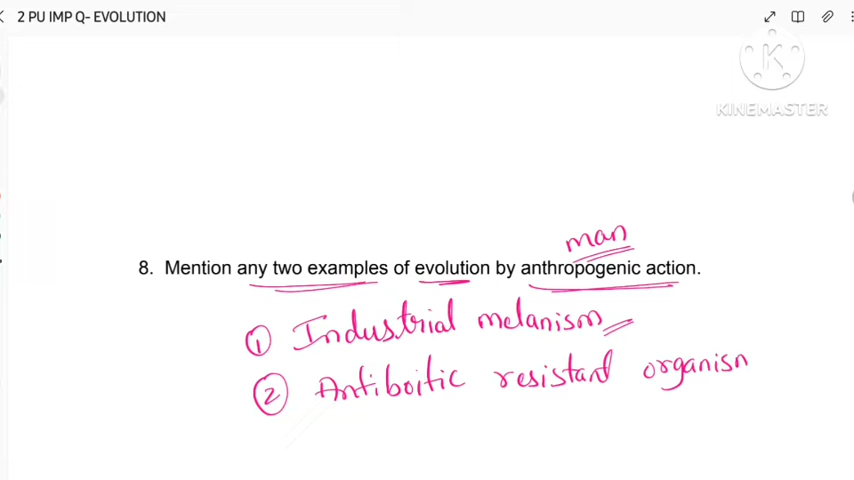 2 PU IMP Q- EVOLUTION
KINEMASTER
man
8. Mention any two examples of evolution by anthropogenic action.
① Industrial melanism
② Antiboitic resistant organisn